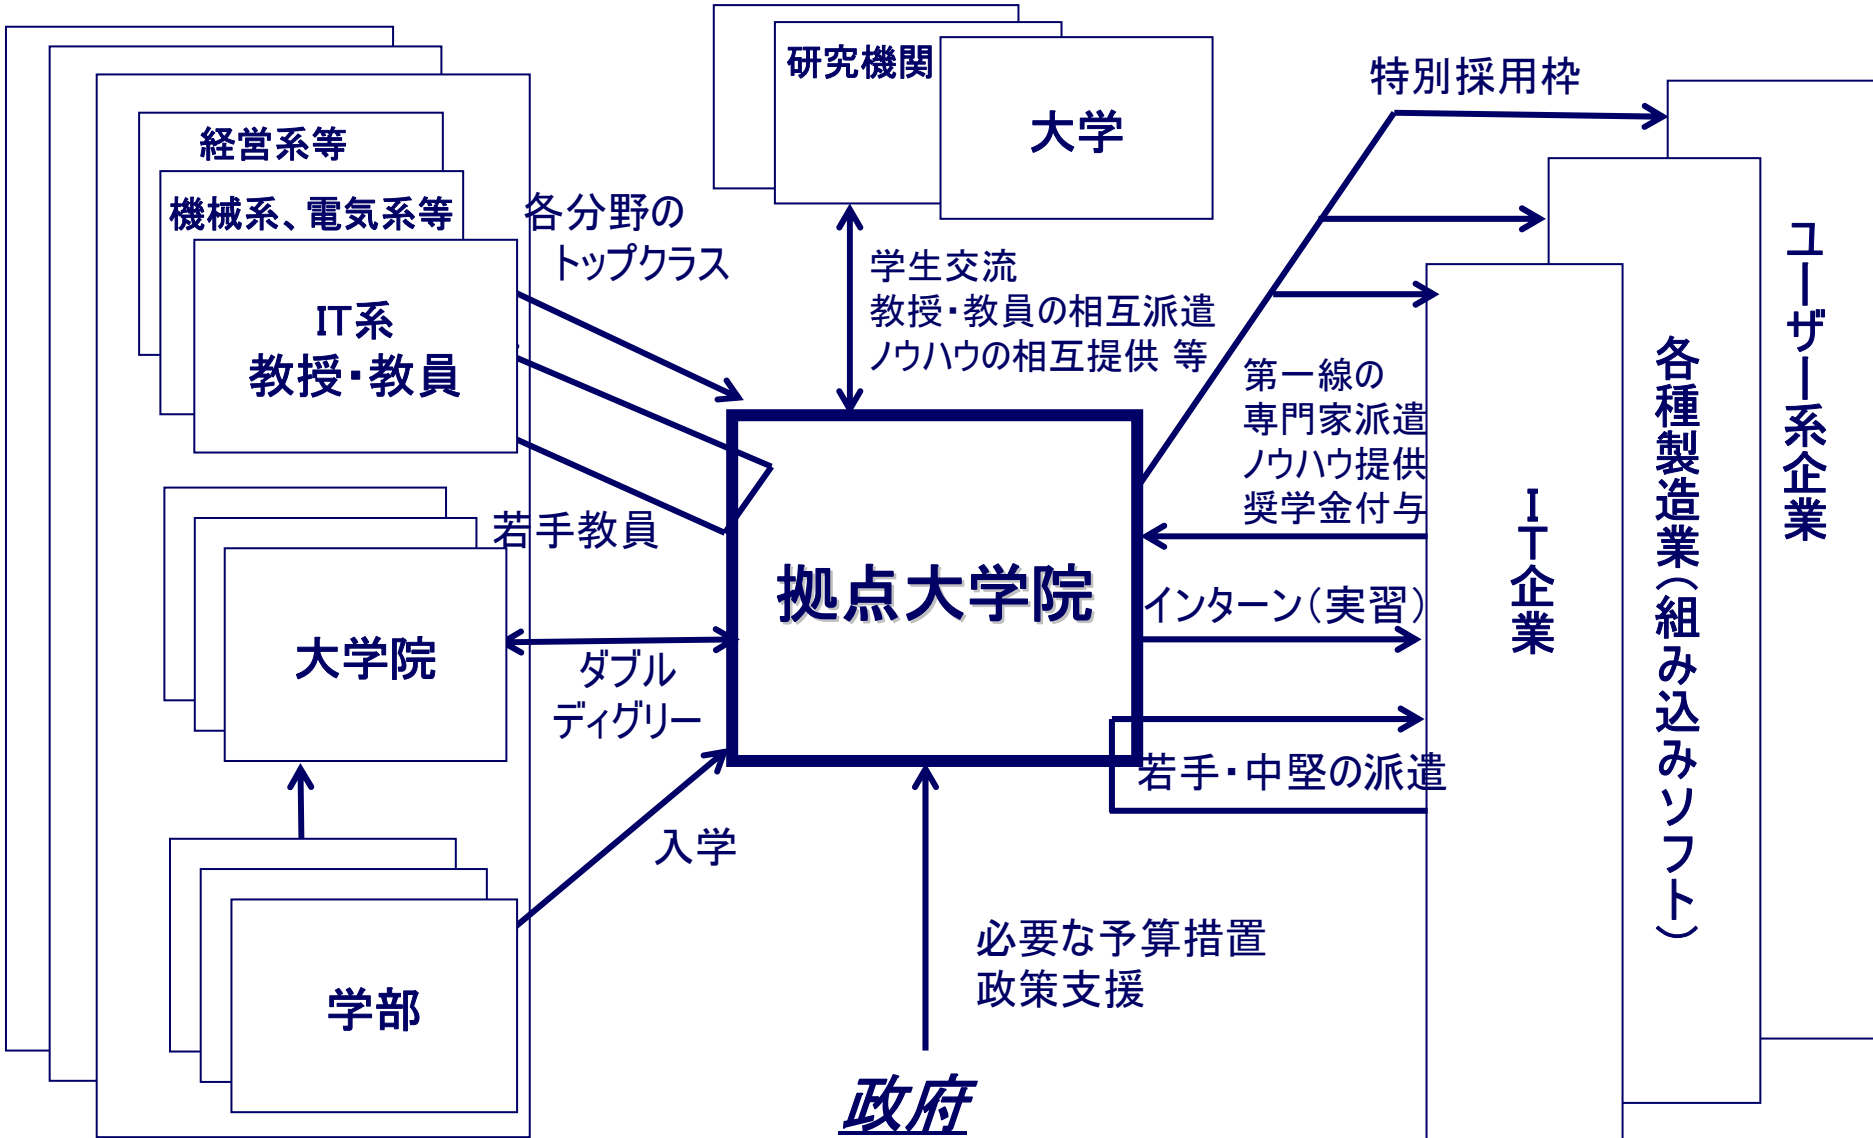 研究機関
大学
特別採用枠
経営系等
機械系、電気系等
IT系
教授・教員
各分野の
トップクラス
学生交流
教授・教員の相互派遣
ノウハウの相互提供 等
第一線の
専門家派遣
ノウハウ提供
奨学金付与
ユーザー系企業
各種製造業(組み込みソフト)
IT企業
若手教員
拠点大学院
インターン(実習)
大学院
ダブル
ディグリー
若手・中堅の派遣
入学
学部
必要な予算措置
政策支援
政府